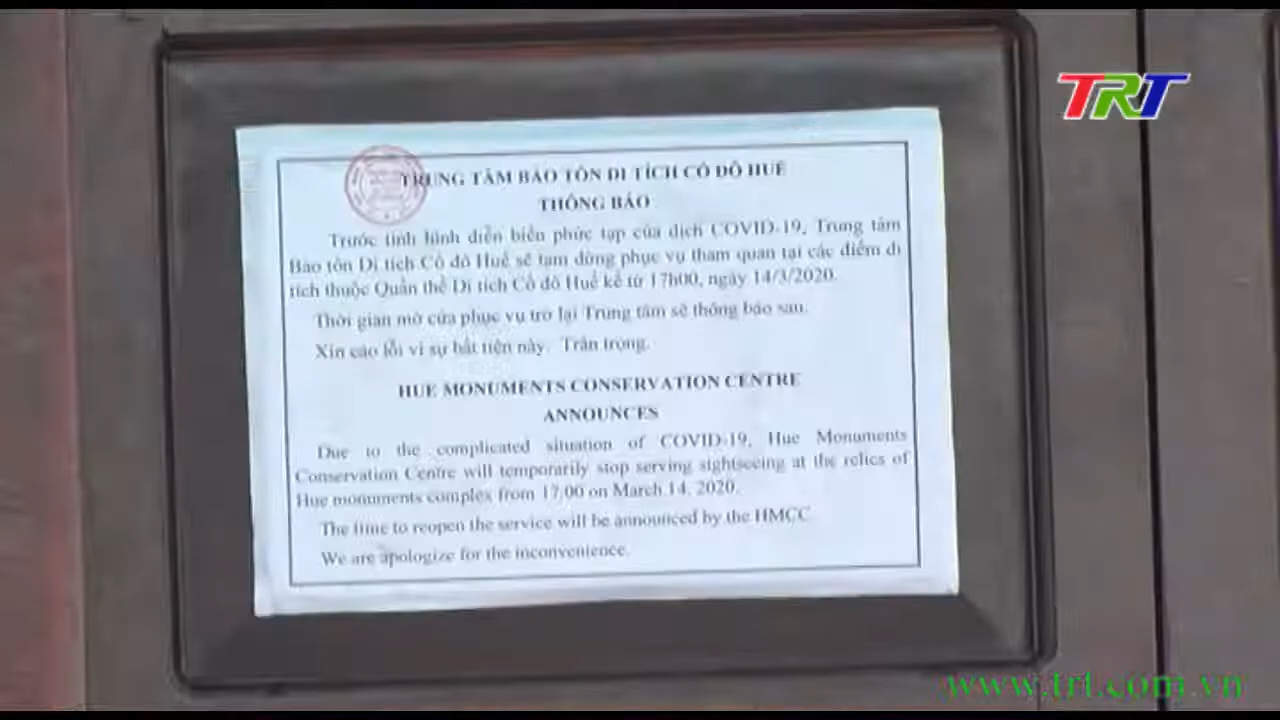 TRT
TRUNG TÂM BẢO TỒN DI TÍCH CỐ ĐÔ HUẾ
THÔNG BÁO
Trước tình hình diễn biến phức tạp của dịch COVID-19, Trung tâm
Bảo tồn Di tích Cố đô Huế sẽ tạm dừng phục vụ tham quan tại các điểm di
tích thuộc Quần thể Di tích Cố đô Huế kể từ 17h00, ngày 14/3/2020.
Thời gian mở cửa phục vụ trở lại Trung tâm sẽ thông báo sau.
Xin cáo lỗi vì sự bất tiện này. Trân trọng.
HUE MONUMENTS CONSERVATION CENTRE
ANNOUNCES
Due to the complicated situation of COVID-19, Hue Monuments
Conservation Centre will temporarily stop serving sightseeing at the relics of
Hue monuments complex from 17:00 on March 14, 2020.
The time to reopen the service will be announced by the HMCC.
We are apologize for the inconvenience.
www.trt.com.vn